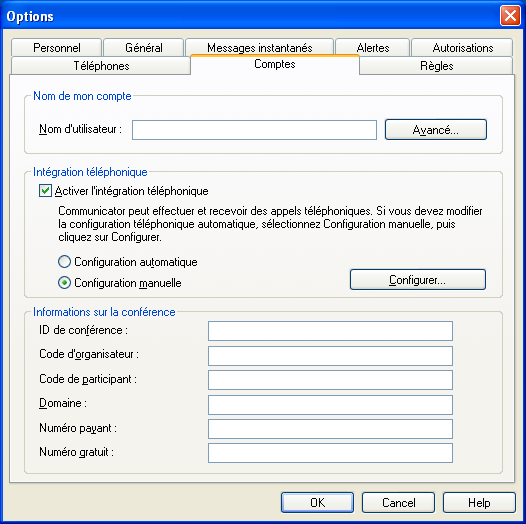 Options
Personnel Général Messages instantanés Alertes Autorisations
Téléphones Comptes Règles
Nom de mon compte
Nom d'utilisateur : Avancé...
Intégration téléphonique
Activer l'intégration téléphonique
Communicator peut effectuer et recevoir des appels téléphoniques. Si vous devez modifier
la configuration téléphonique automatique, sélectionnez Configuration manuelle, puis
cliquez sur Configurer.
Configuration automatique
Configuration manuelle Configurer...
Informations sur la conférence
ID de conférence :
Code d'organisateur :
Code de participant :
Domaine :
Numéro payant :
Numéro gratuit :
OK Cancel Help